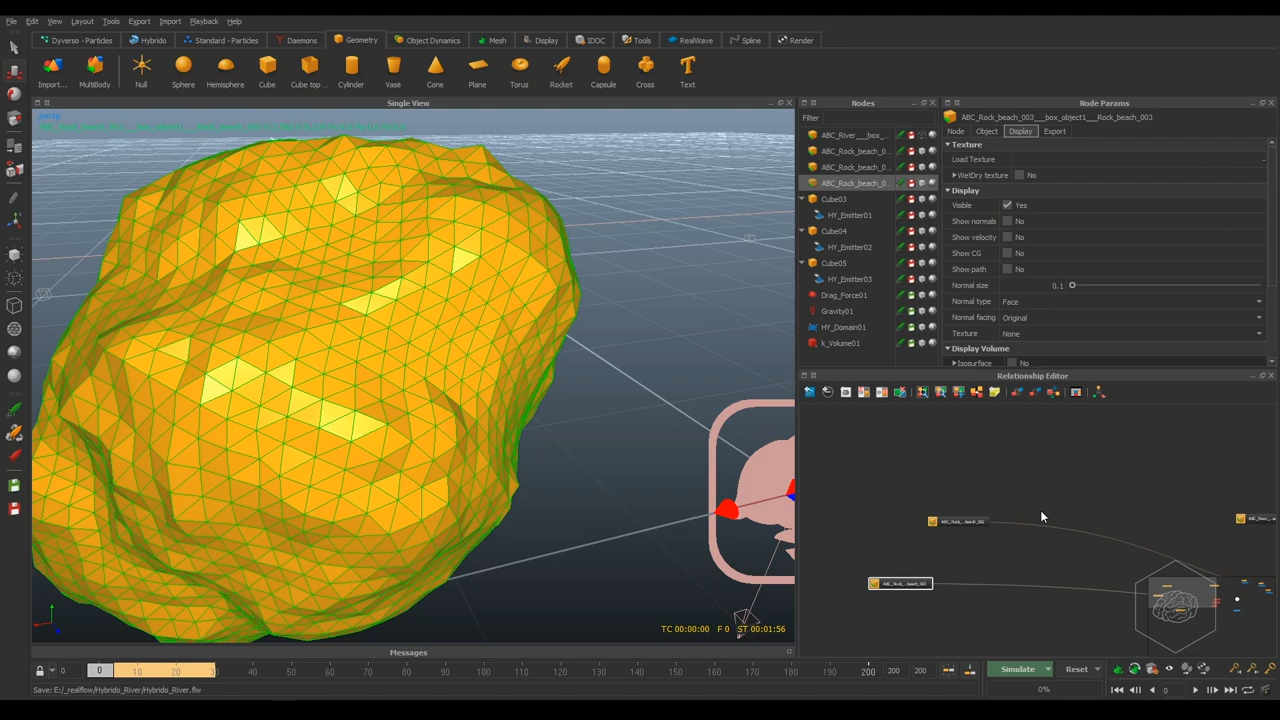 File Edit View Layout Tools Export Import Playback Help
Dyverso - Particles Hybrido Standard - Particles Daemons Geometry Object Dynamics Mesh Display IDOC Tools RealWave Spline Render
Import... MultiBody Null Sphere Hemisphere Cube Cube top ... Cylinder Vase Cone Plane Torus Rocket Capsule Cross Text
Single View
persp
TC 00:00:00 F 0 ST 00:01:56
Messages
0 0 10 20 30 40 50 60 70 80 90 100 110 120 130 140 150 160 170 180 190 200 200 200
Save: E:/_realflow/Hybrido_River/Hybrido_River.flw
Nodes
Filter
ABC_River___box_...
ABC_Rock_beach_0...
ABC_Rock_beach_0...
ABC_Rock_beach_0...
Cube03
HY_Emitter01
Cube04
HY_Emitter02
Cube05
HY_Emitter03
Drag_Force01
Gravity01
HY_Domain01
k_Volume01
Node Params
ABC_Rock_beach_003___box_object1___Rock_beach_003
Node Object Display Export
Texture
Load Texture
WetDry texture No
Display
Visible Yes
Show normals No
Show velocity No
Show CG No
Show path No
Normal size 0.1
Normal type Face
Normal facing Original
Texture None
Display Volume
Isosurface No
Relationship Editor
Simulate Reset
0%
0